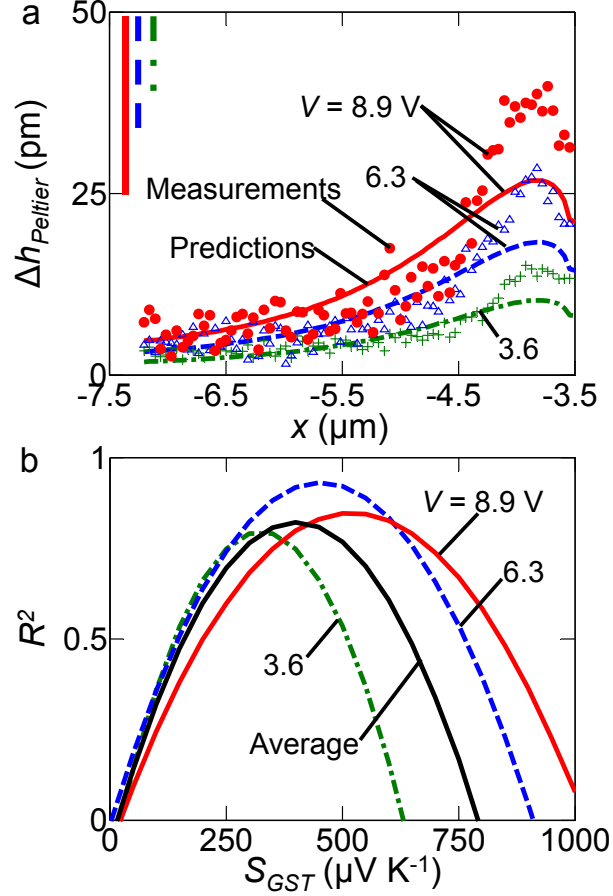 a
50
25
0
Δh_Peltier (pm)
V = 8.9 V
6.3
Measurements
Predictions
3.6
-7.5 -6.5 -5.5 -4.5 -3.5
x (μm)
b
1
0.5
0
R²
V = 8.9 V
6.3
3.6
Average
0 250 500 750 1000
S_GST (μV K⁻¹)